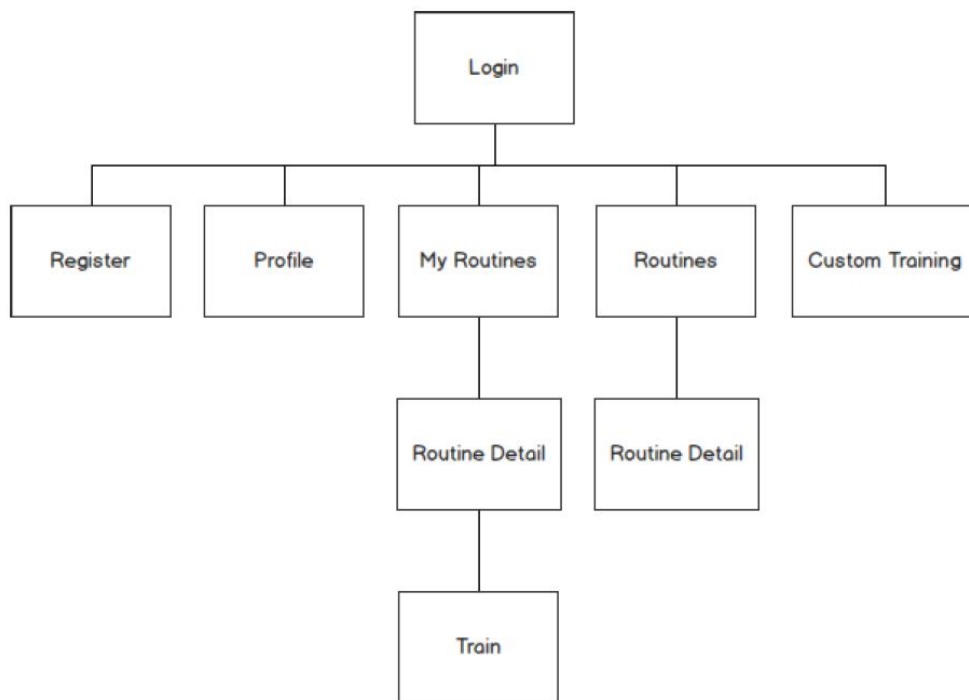 Login
Register
Profile
My Routines
Routines
Custom Training
Routine Detail
Routine Detail
Train